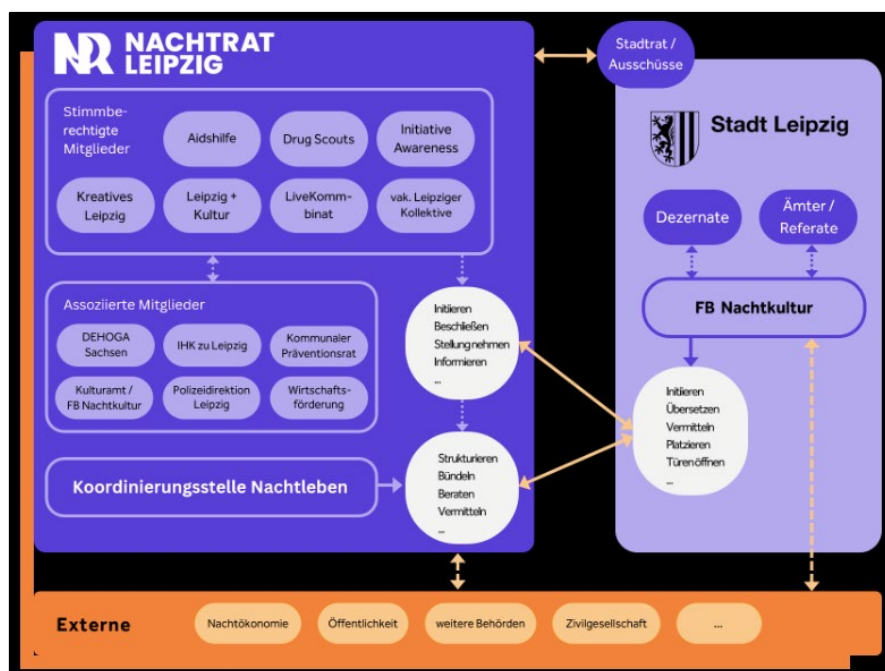 NR NACHTRAT
LEIPZIG
Stimmbe-
rechtigte
Mitglieder
Aidshilfe
Drug Scouts
Initiative
Awareness
Kreatives
Leipzig
Leipzig +
Kultur
LiveKomm-
binat
vak. Leipziger
Kollektive
Assoziierte Mitglieder
DEHOGA
Sachsen
IHK zu Leipzig
Kommunaler
Präventionsrat
Kulturamt /
FB Nachtkultur
Polizeidirektion
Leipzig
Wirtschafts-
förderung
Koordinierungsstelle Nachtleben
Initiieren
Beschließen
Stellung nehmen
Informieren
...
Strukturieren
Bündeln
Beraten
Vermitteln
...
Stadtrat /
Ausschüsse
Stadt Leipzig
Dezernate
Ämter /
Referate
FB Nachtkultur
Initiieren
Übersetzen
Vermitteln
Platzieren
Türen öffnen
...
Externe
Nachtökonomie
Öffentlichkeit
weitere Behörden
Zivilgesellschaft
...